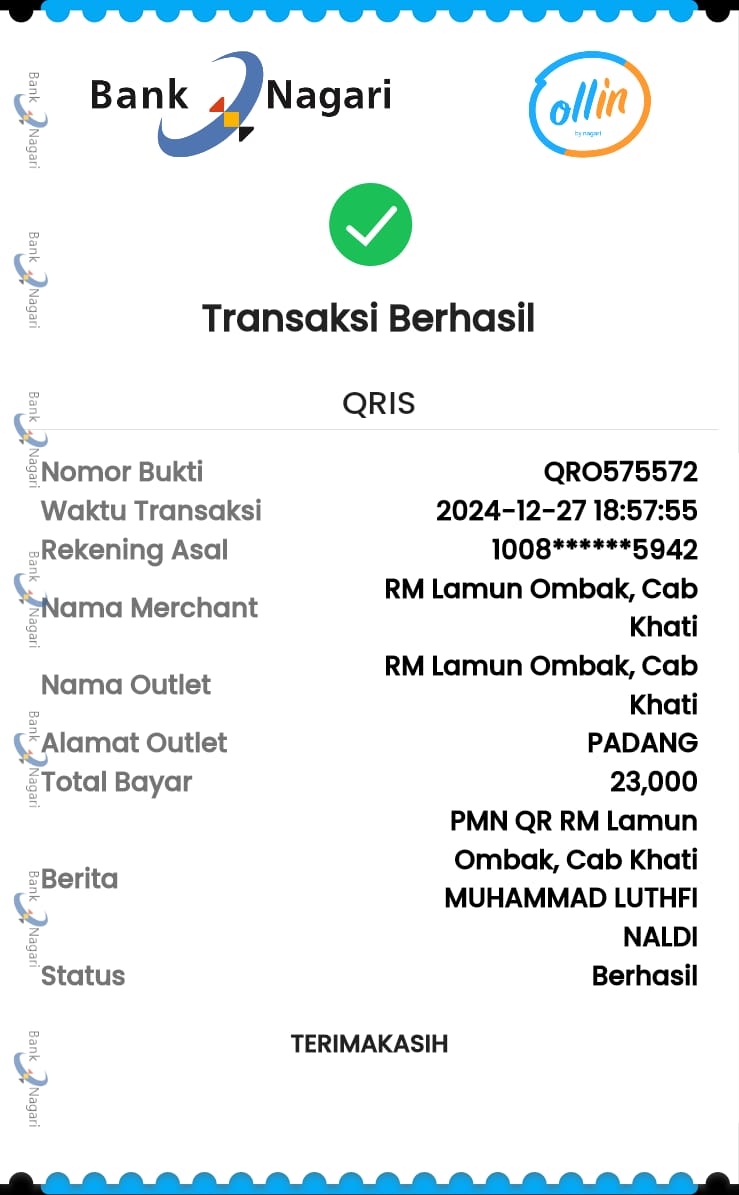 Bank Nagari
Collin
by nagari
Transaksi Berhasil
QRIS
Nomor Bukti QRO575572
Waktu Transaksi 2024-12-27 18:57:55
Rekening Asal 1008******5942
Nama Merchant RM Lamun Ombak, Cab
Khati
Nama Outlet RM Lamun Ombak, Cab
Khati
Alamat Outlet PADANG
Total Bayar 23,000
Berita PMN QR RM Lamun
Ombak, Cab Khati
MUHAMMAD LUTHFI
NALDI
Status Berhasil
TERIMAKASIH
Bank Nagari
Bank Nagari
Bank Nagari
Bank Nagari
Bank Nagari
Bank Nagari
Bank Nagari